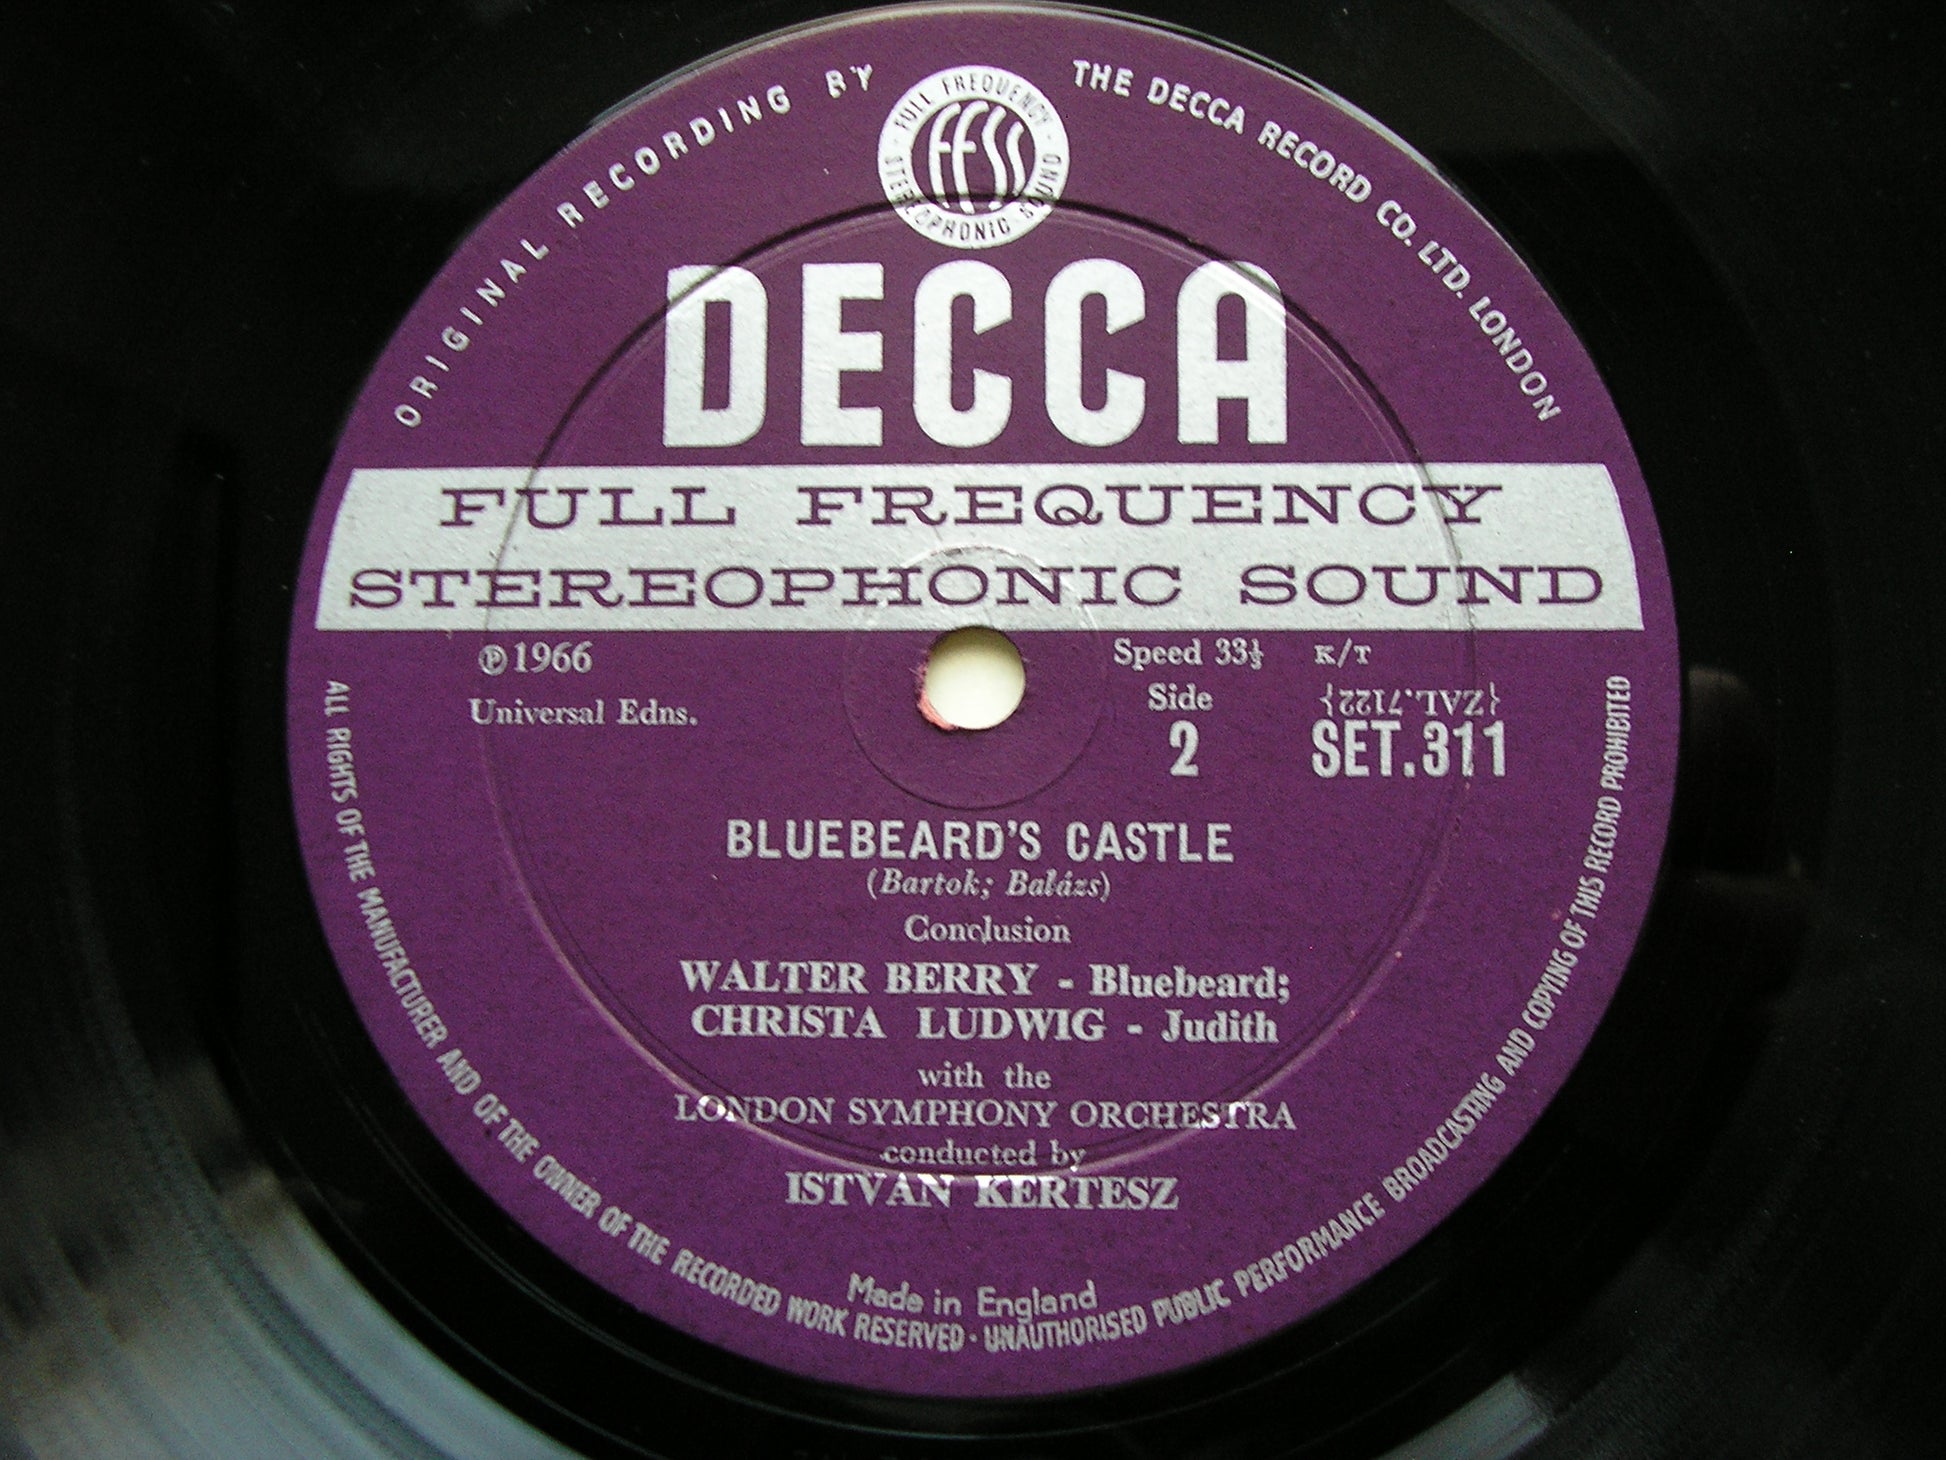 ORIGINAL RECORDING BY THE DECCA RECORD CO. LTD. LONDON
FULL FREQUENCY · STEREOPHONIC · SOUND ·
FFSS
DECCA
FULL FREQUENCY
STEREOPHONIC SOUND
℗ 1966
Universal Edns.
Speed 33⅓ K/T
Side
2
{ZAL.7122}
SET.311
BLUEBEARD'S CASTLE
(Bartok; Balázs)
Conclusion
WALTER BERRY - Bluebeard;
CHRISTA LUDWIG - Judith
with the
LONDON SYMPHONY ORCHESTRA
conducted by
ISTVAN KERTESZ
Made in England
ALL RIGHTS OF THE MANUFACTURER AND OF THE OWNER OF THE RECORDED WORK RESERVED · UNAUTHORISED PUBLIC PERFORMANCE BROADCASTING AND COPYING OF THIS RECORD PROHIBITED